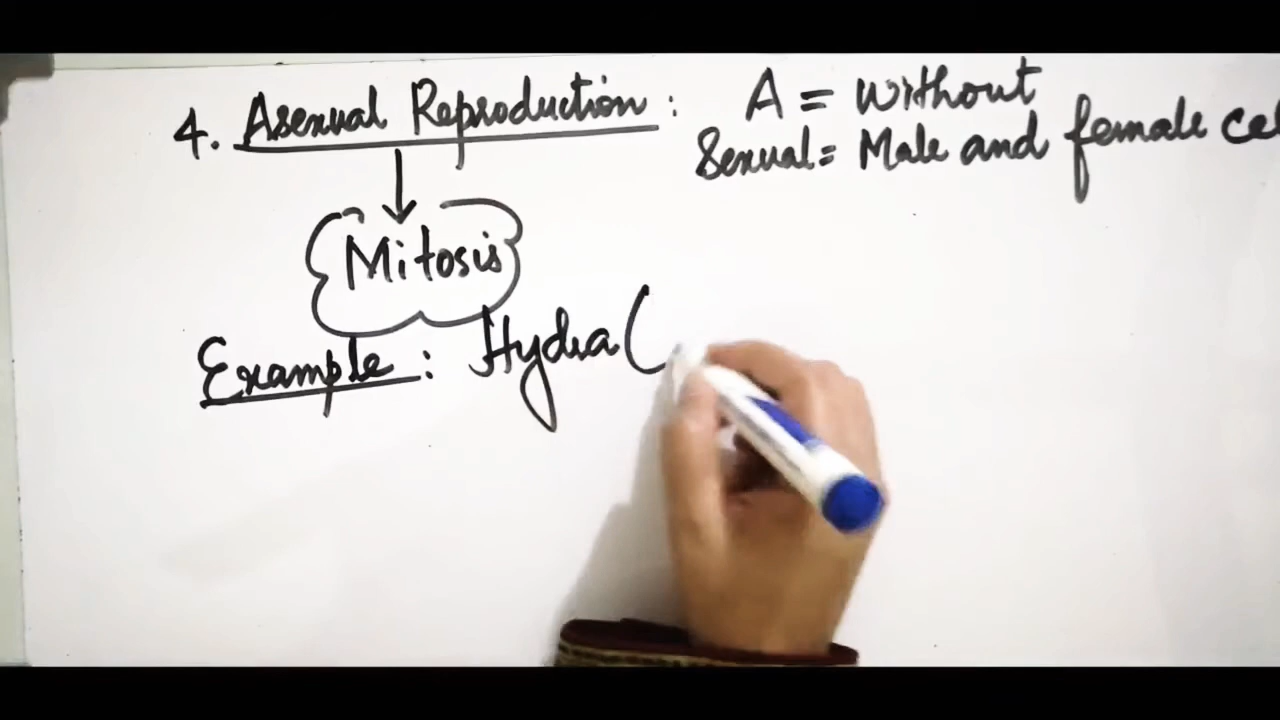 4. Asexual Reproduction :
A = without
Sexual = Male and female ce
Mitosis
Example : Hydra (